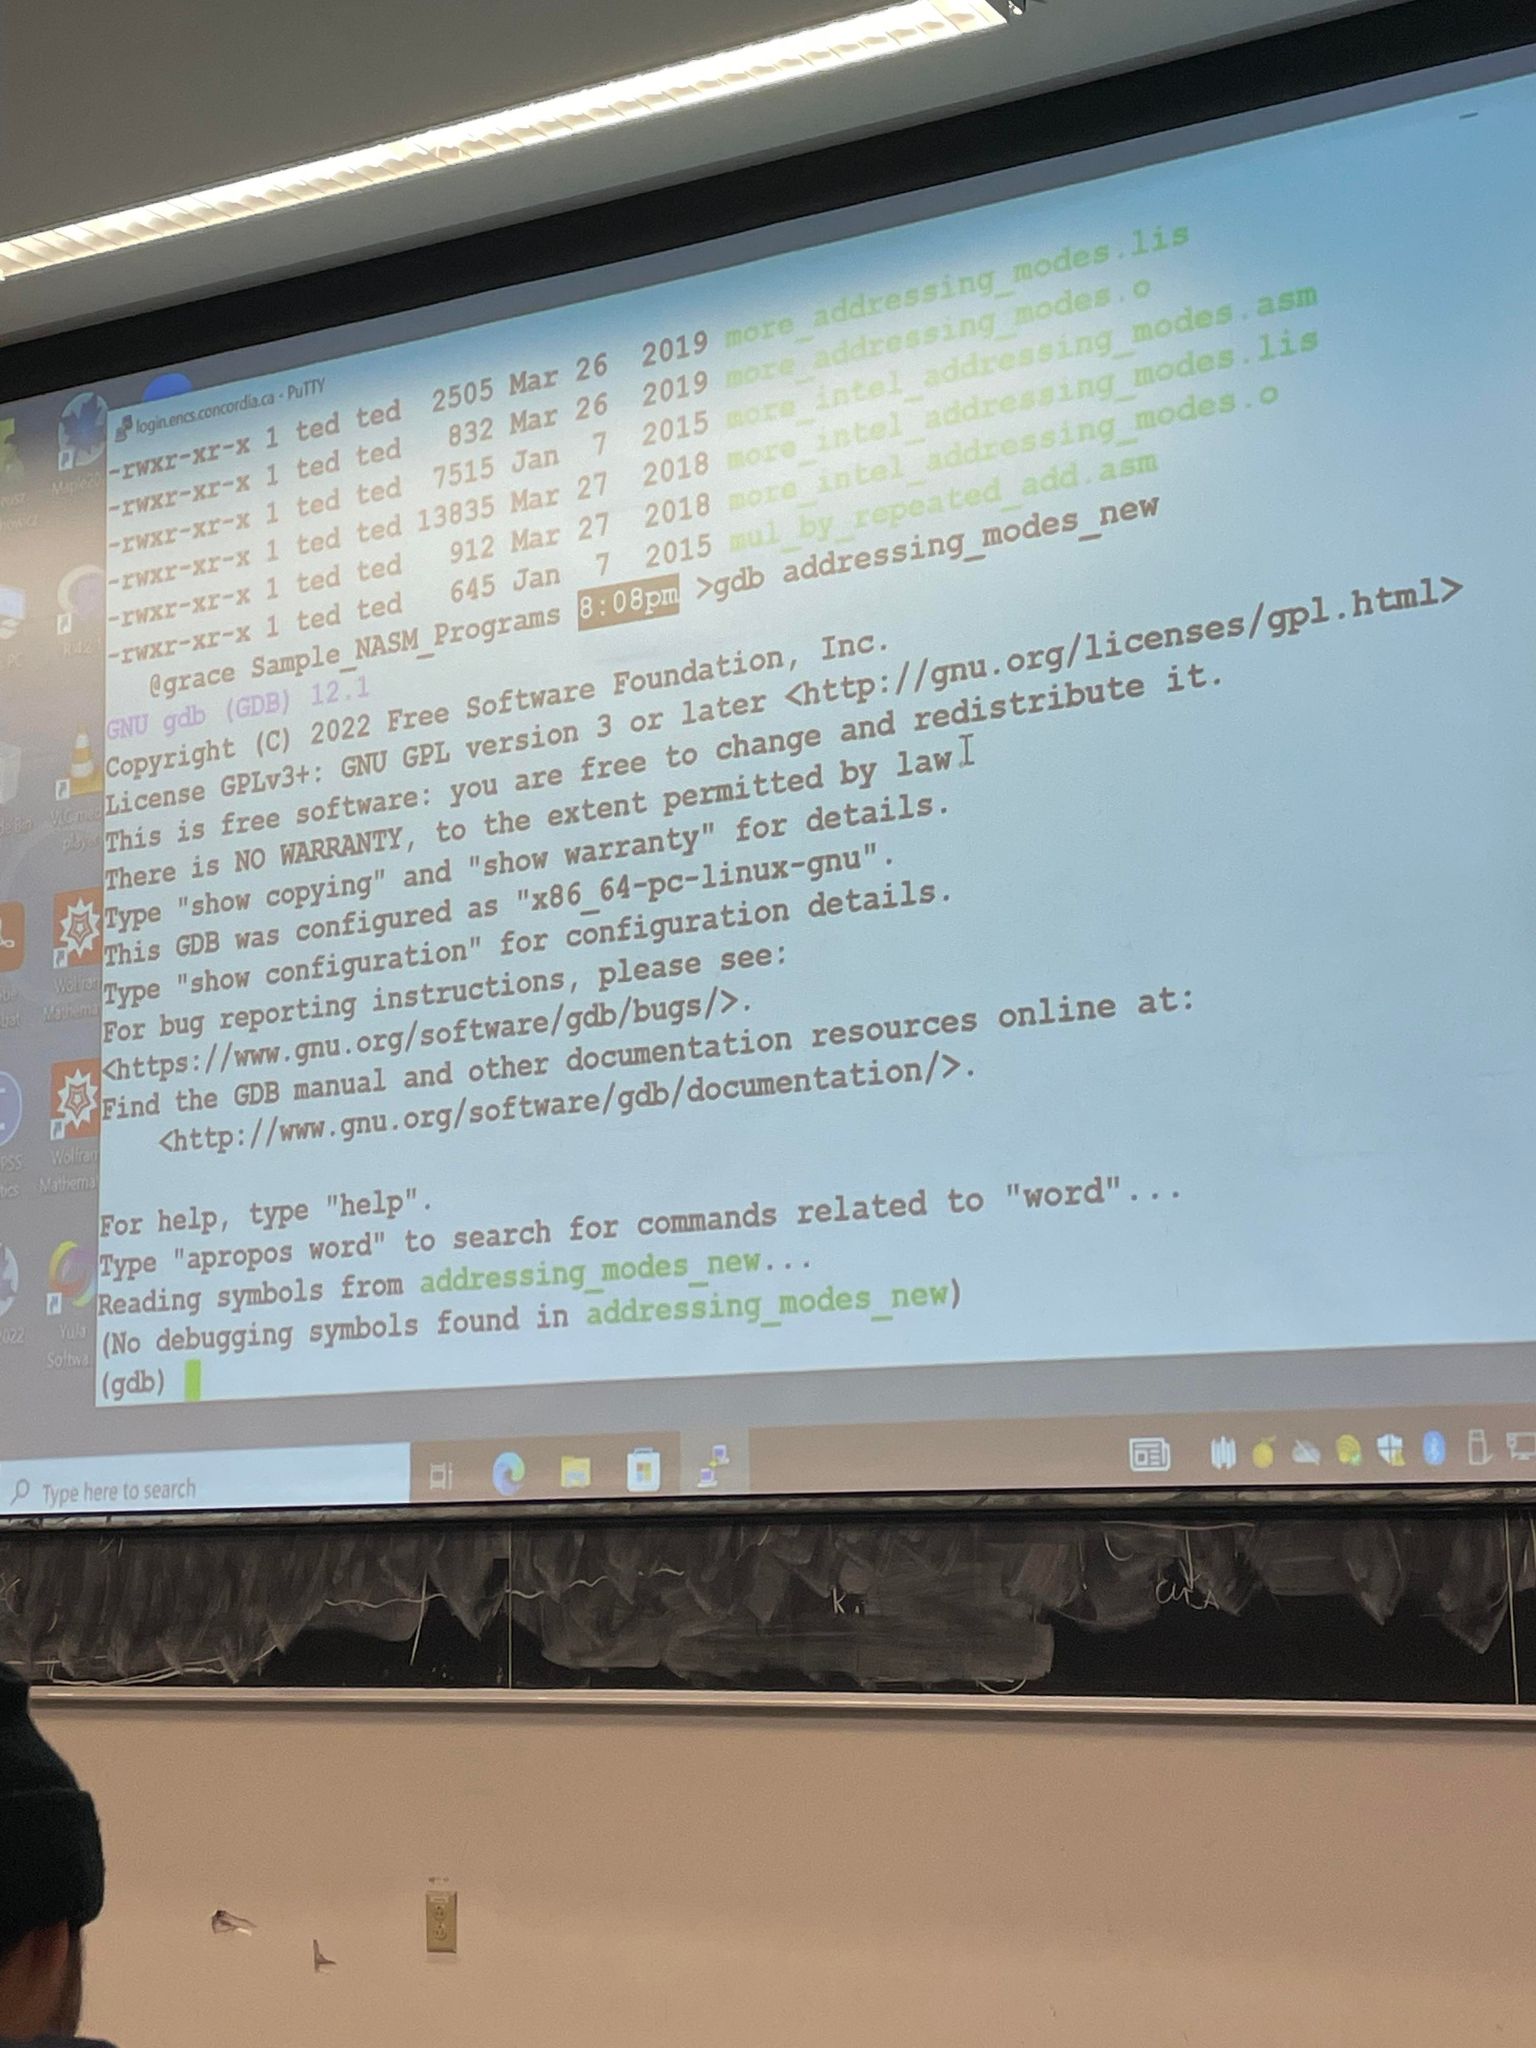 login.encs.concordia.ca - PuTTY
-rwxr-xr-x 1 ted ted 2505 Mar 26 2019 more_addressing_modes.lis
-rwxr-xr-x 1 ted ted 832 Mar 26 2019 more_addressing_modes.o
-rwxr-xr-x 1 ted ted 7515 Jan 7 2015 more_intel_addressing_modes.asm
-rwxr-xr-x 1 ted ted 13835 Mar 27 2018 more_intel_addressing_modes.lis
-rwxr-xr-x 1 ted ted 912 Mar 27 2018 more_intel_addressing_modes.o
-rwxr-xr-x 1 ted ted 645 Jan 7 2015 mul_by_repeated_add.asm
@grace Sample_NASM_Programs 8:08pm >gdb addressing_modes_new
GNU gdb (GDB) 12.1
Copyright (C) 2022 Free Software Foundation, Inc.
License GPLv3+: GNU GPL version 3 or later <http://gnu.org/licenses/gpl.html>
This is free software: you are free to change and redistribute it.
There is NO WARRANTY, to the extent permitted by law.
Type "show copying" and "show warranty" for details.
This GDB was configured as "x86_64-pc-linux-gnu".
Type "show configuration" for configuration details.
For bug reporting instructions, please see:
<https://www.gnu.org/software/gdb/bugs/>.
Find the GDB manual and other documentation resources online at:
<http://www.gnu.org/software/gdb/documentation/>.
For help, type "help".
Type "apropos word" to search for commands related to "word"...
Reading symbols from addressing_modes_new...
(No debugging symbols found in addressing_modes_new)
(gdb)
Type here to search